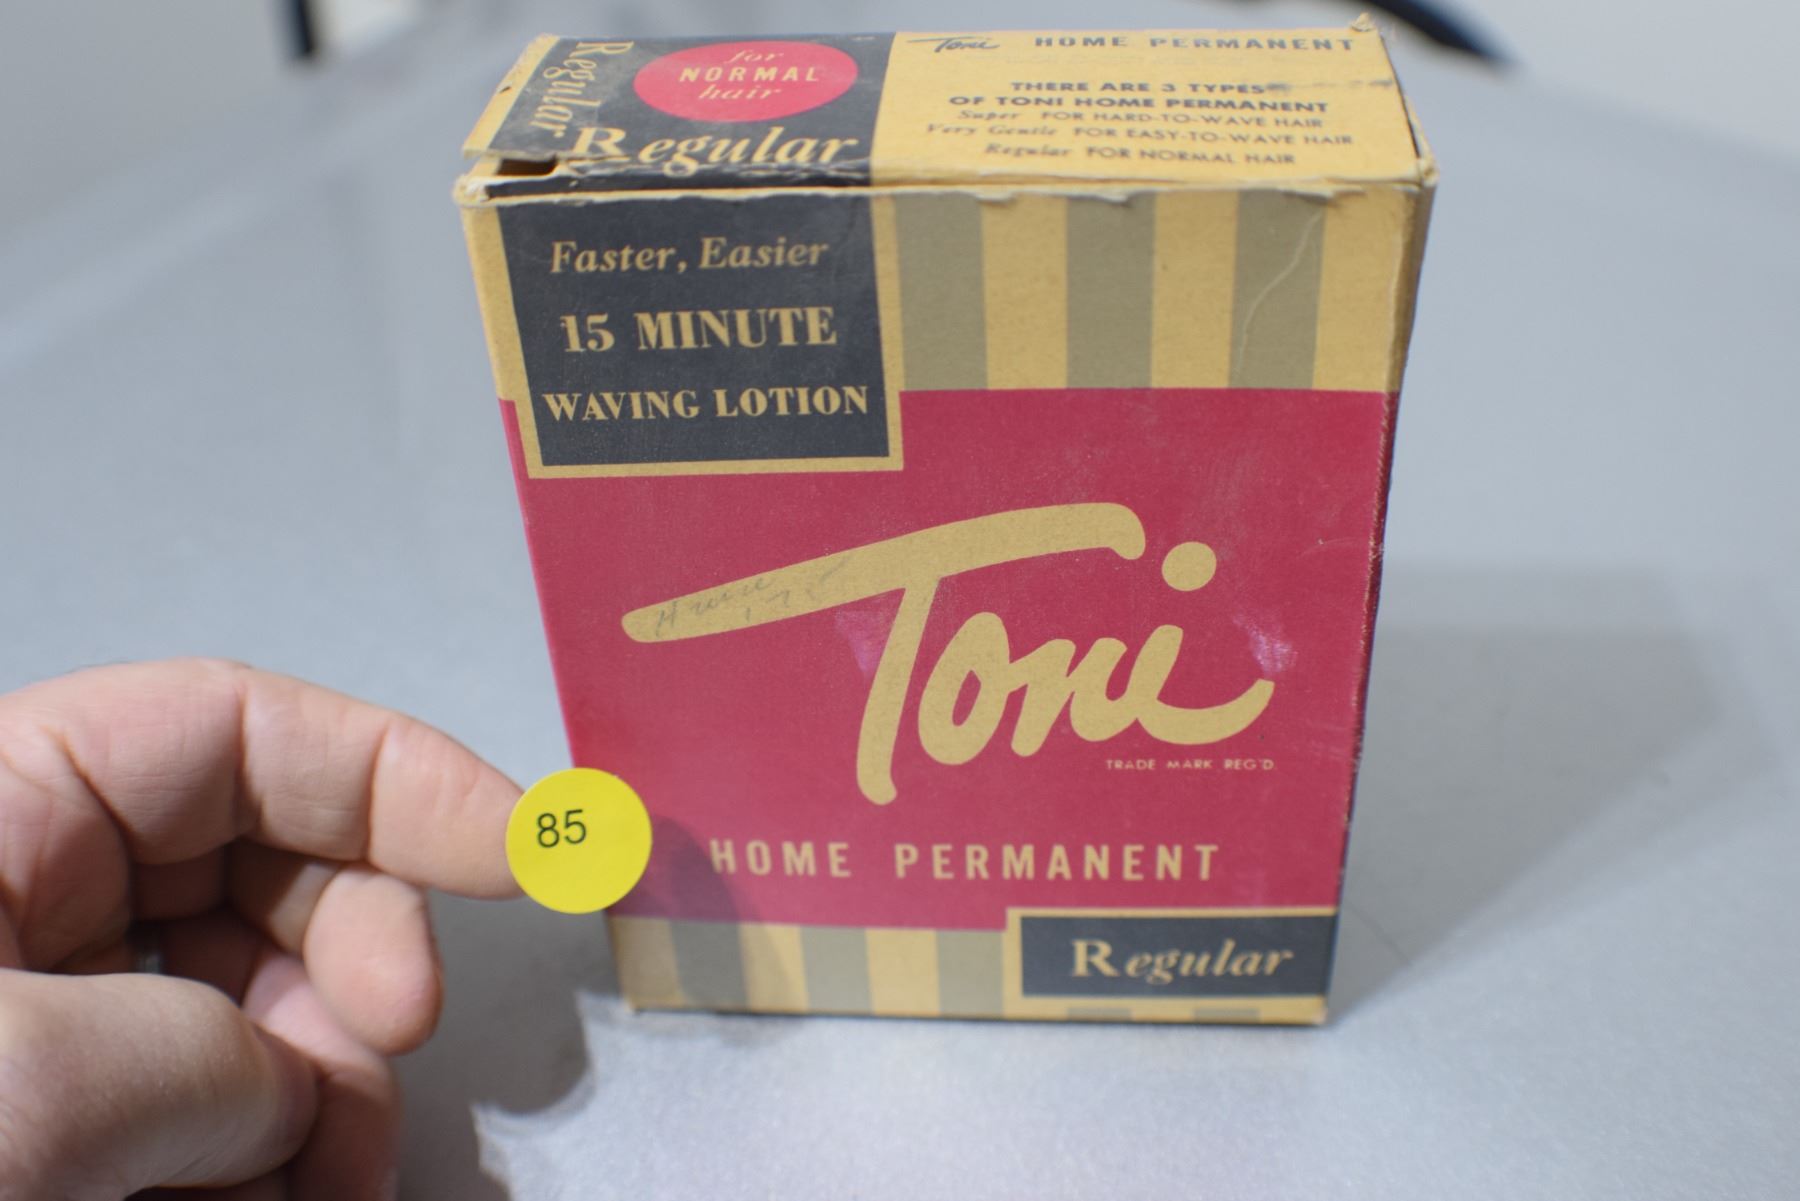 Regular
for
NORMAL
hair
Regular
Toni HOME PERMANENT
THERE ARE 3 TYPES
OF TONI HOME PERMANENT
Super FOR HARD-TO-WAVE HAIR
Very Gentle FOR EASY-TO-WAVE HAIR
Regular FOR NORMAL HAIR
Faster, Easier
15 MINUTE
WAVING LOTION
Toni
TRADE MARK REG'D.
HOME PERMANENT
Regular
85